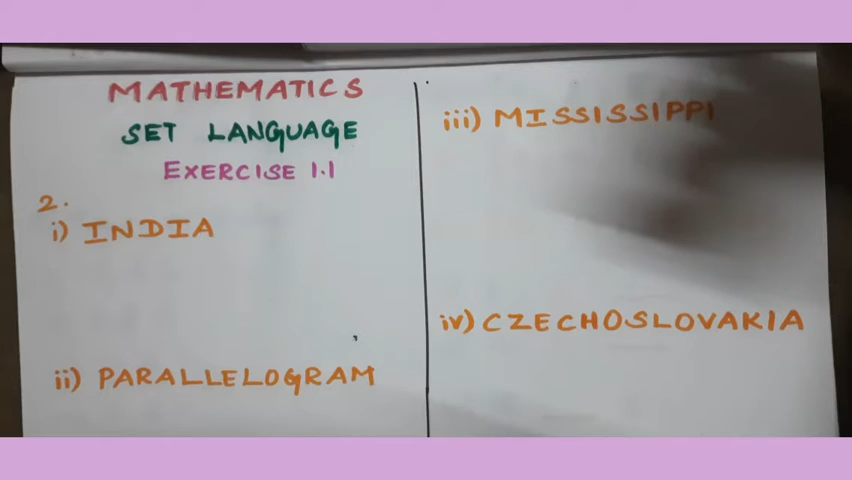 MATHEMATICS
SET LANGUAGE
EXERCISE 1.1
2.
i) INDIA
ii) PARALLELOGRAM
iii) MISSISSIPPI
iv) CZECHOSLOVAKIA